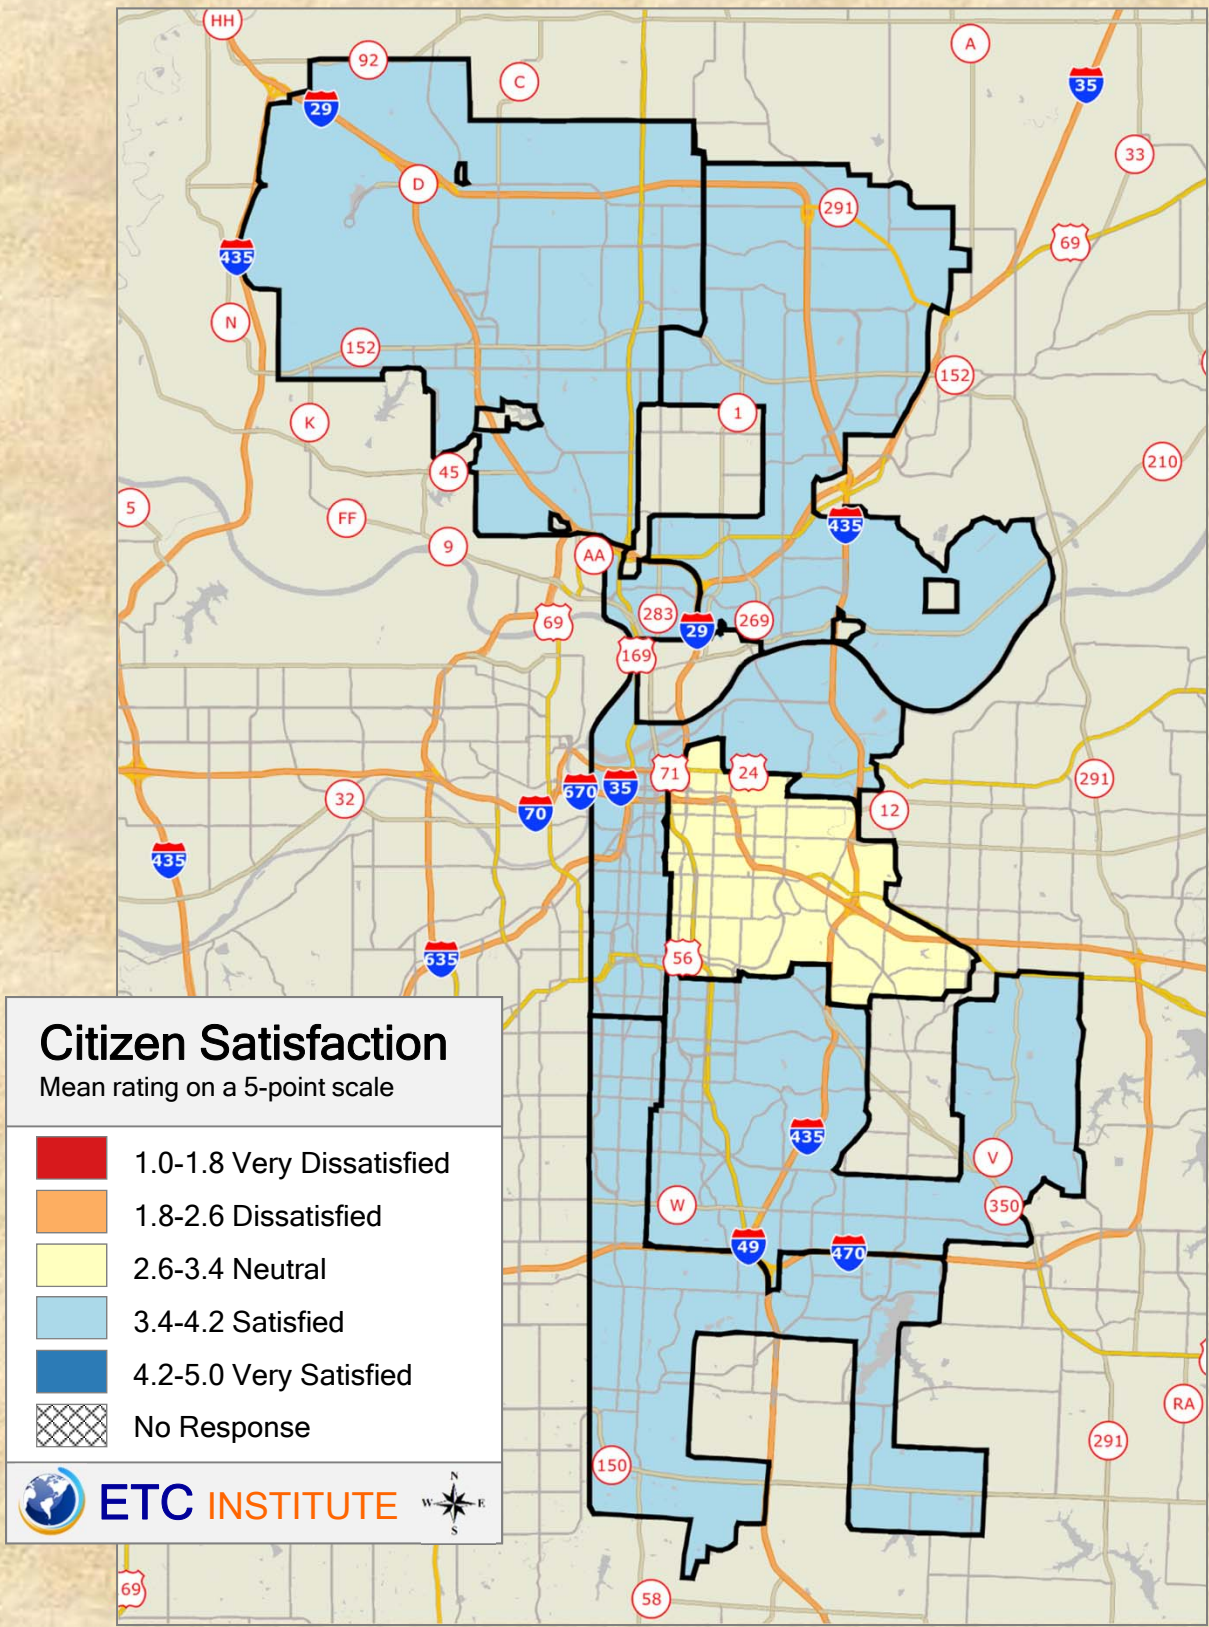 HH
92
C
A
29
35
33
D
291
69
435
N
152
152
1
K
45
210
5
FF
435
9
AA
283
69
269
29
169
71
24
670
35
291
32
70
12
435
56
635
Citizen Satisfaction
Mean rating on a 5-point scale
1.0-1.8 Very Dissatisfied
1.8-2.6 Dissatisfied
2.6-3.4 Neutral
3.4-4.2 Satisfied
4.2-5.0 Very Satisfied
No Response
ETC INSTITUTE
N
W E
S
435
V
W
350
49
470
RA
291
150
69
58